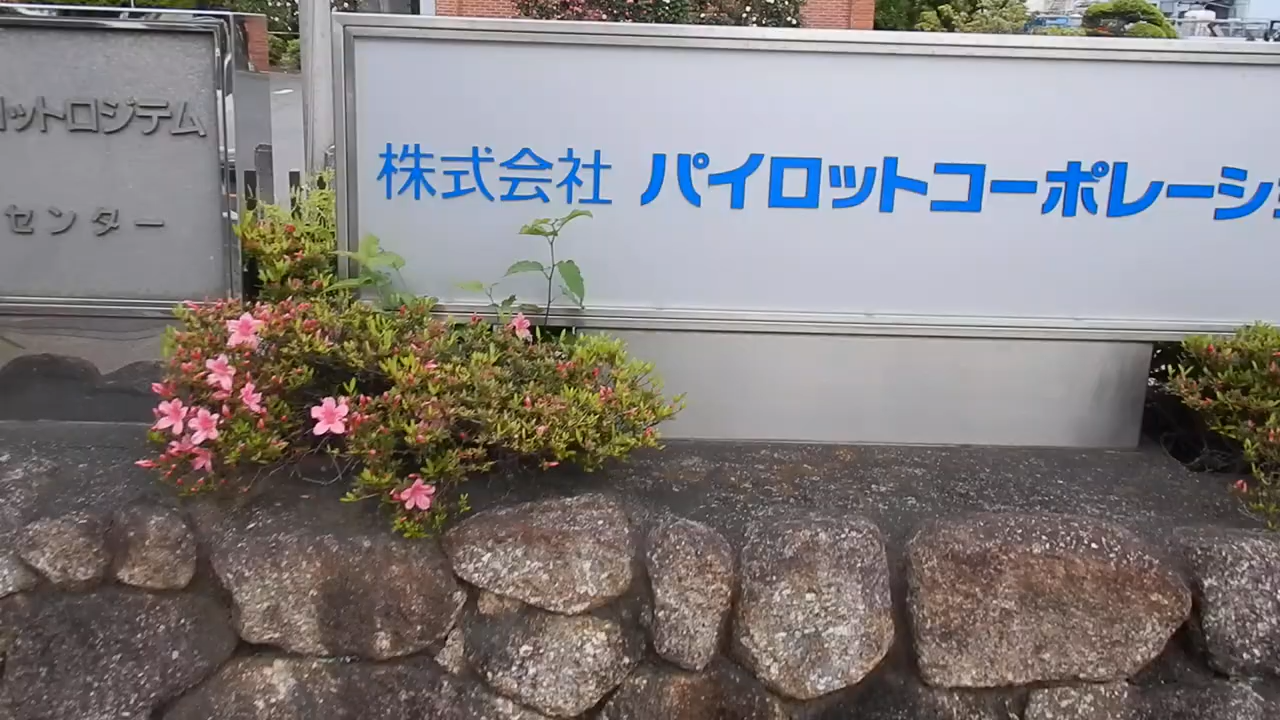 ロットロジテム
センター
株式会社 パイロットコーポレーシ